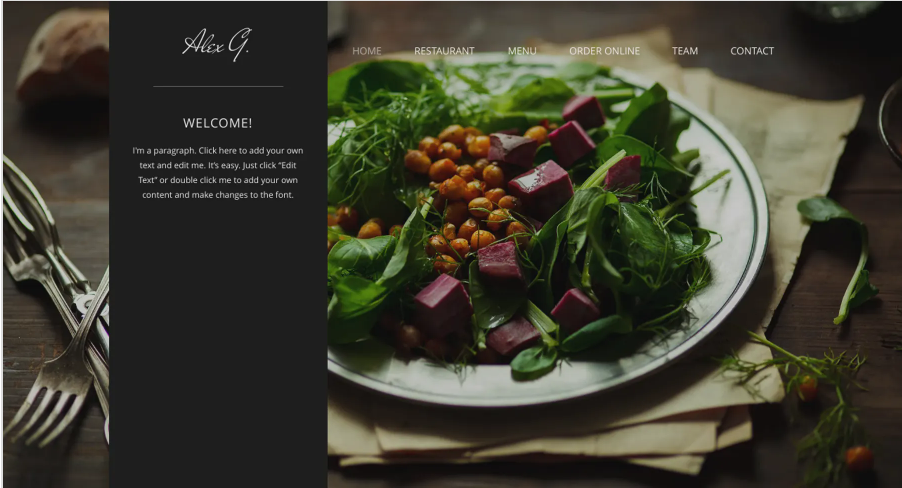 Alex G.
HOME RESTAURANT MENU ORDER ONLINE TEAM CONTACT
WELCOME!
I'm a paragraph. Click here to add your own
text and edit me. It's easy. Just click "Edit
Text" or double click me to add your own
content and make changes to the font.